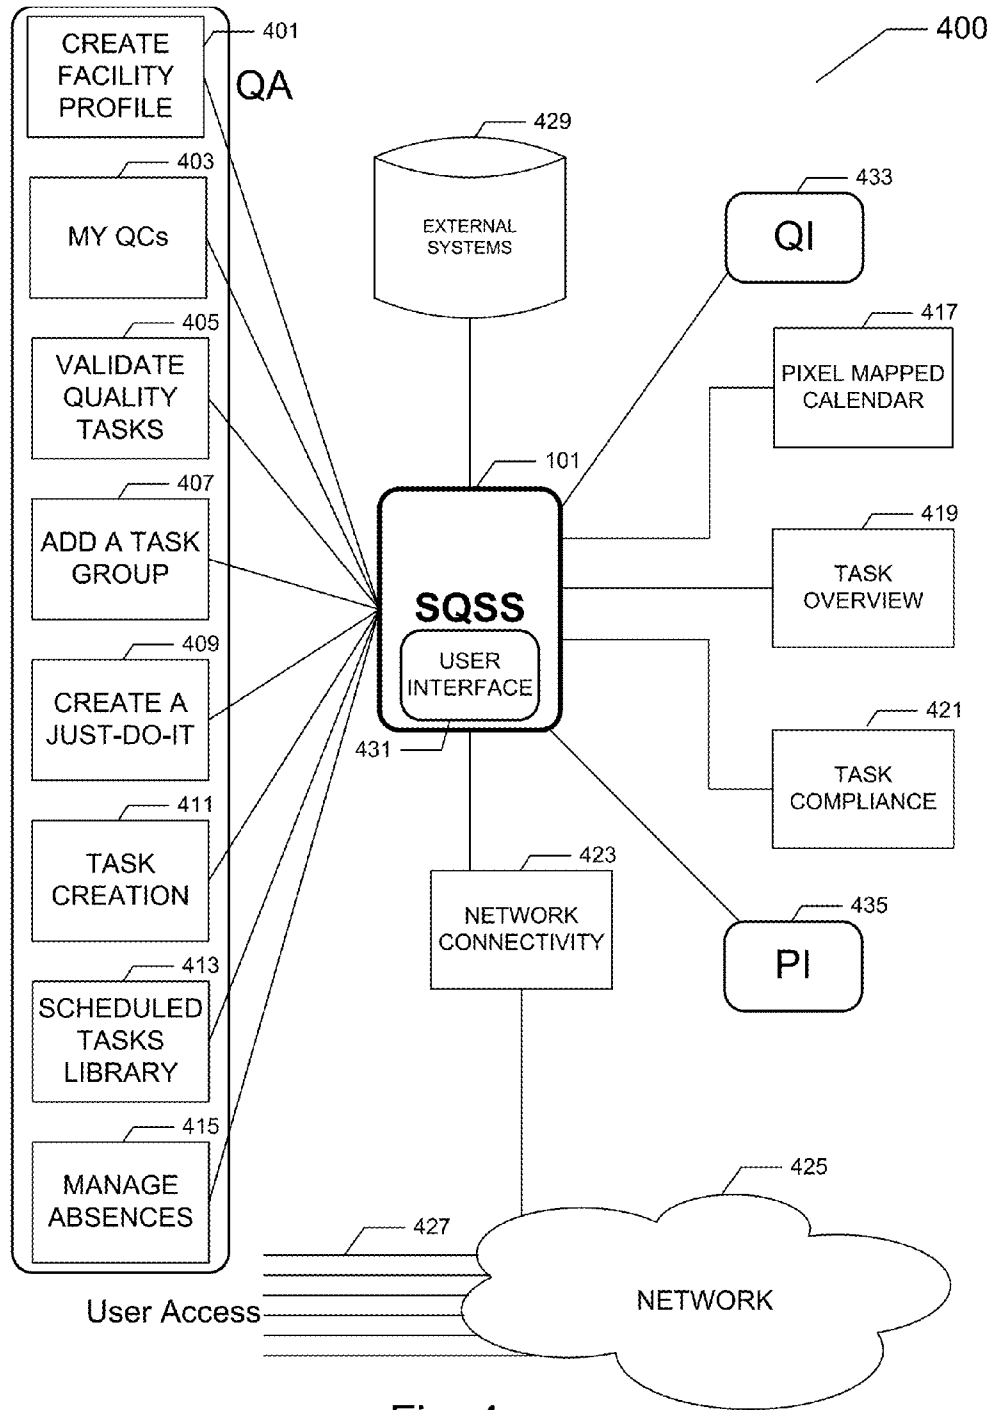 400
CREATE
FACILITY
PROFILE
401
QA
MY QCs
403
VALIDATE
QUALITY
TASKS
405
ADD A TASK
GROUP
407
CREATE A
JUST-DO-IT
409
TASK
CREATION
411
SCHEDULED
TASKS
LIBRARY
413
MANAGE
ABSENCES
415
EXTERNAL
SYSTEMS
429
QI
433
PIXEL MAPPED
CALENDAR
417
101
SQSS
USER
INTERFACE
431
TASK
OVERVIEW
419
TASK
COMPLIANCE
421
NETWORK
CONNECTIVITY
423
PI
435
425
427
User Access
NETWORK